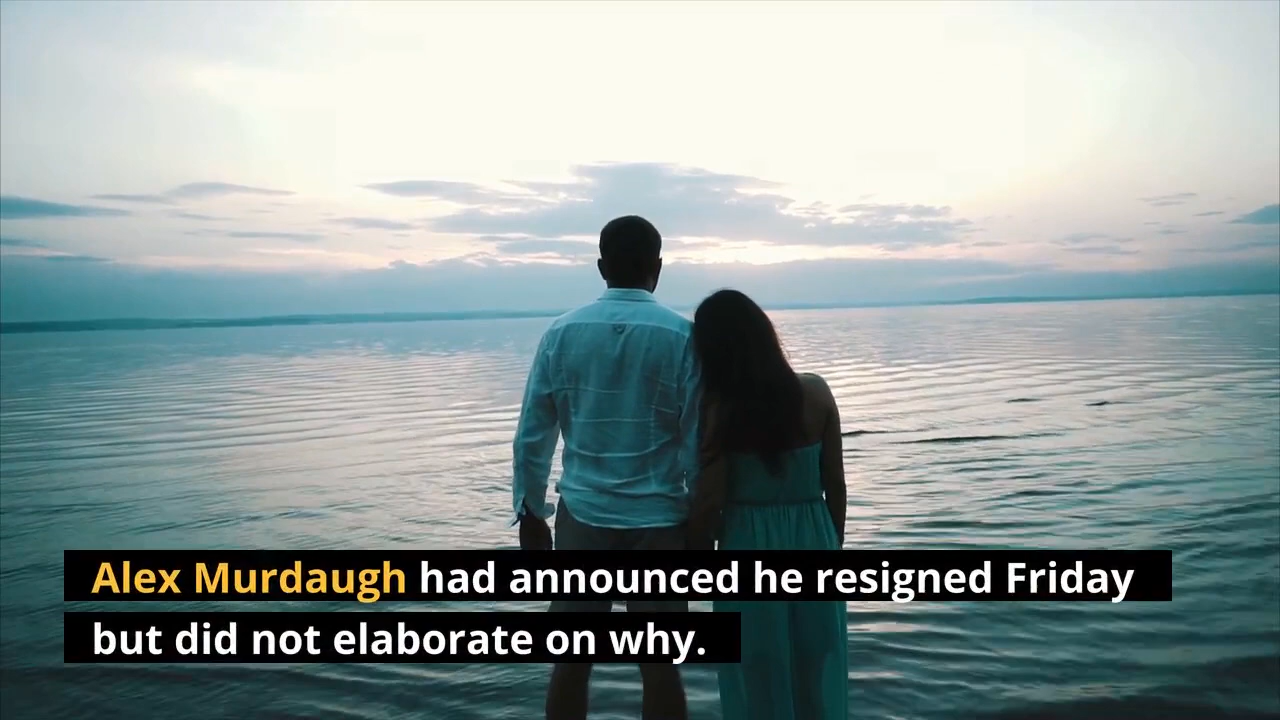 Alex Murdaugh had announced he resigned Friday
but did not elaborate on why.